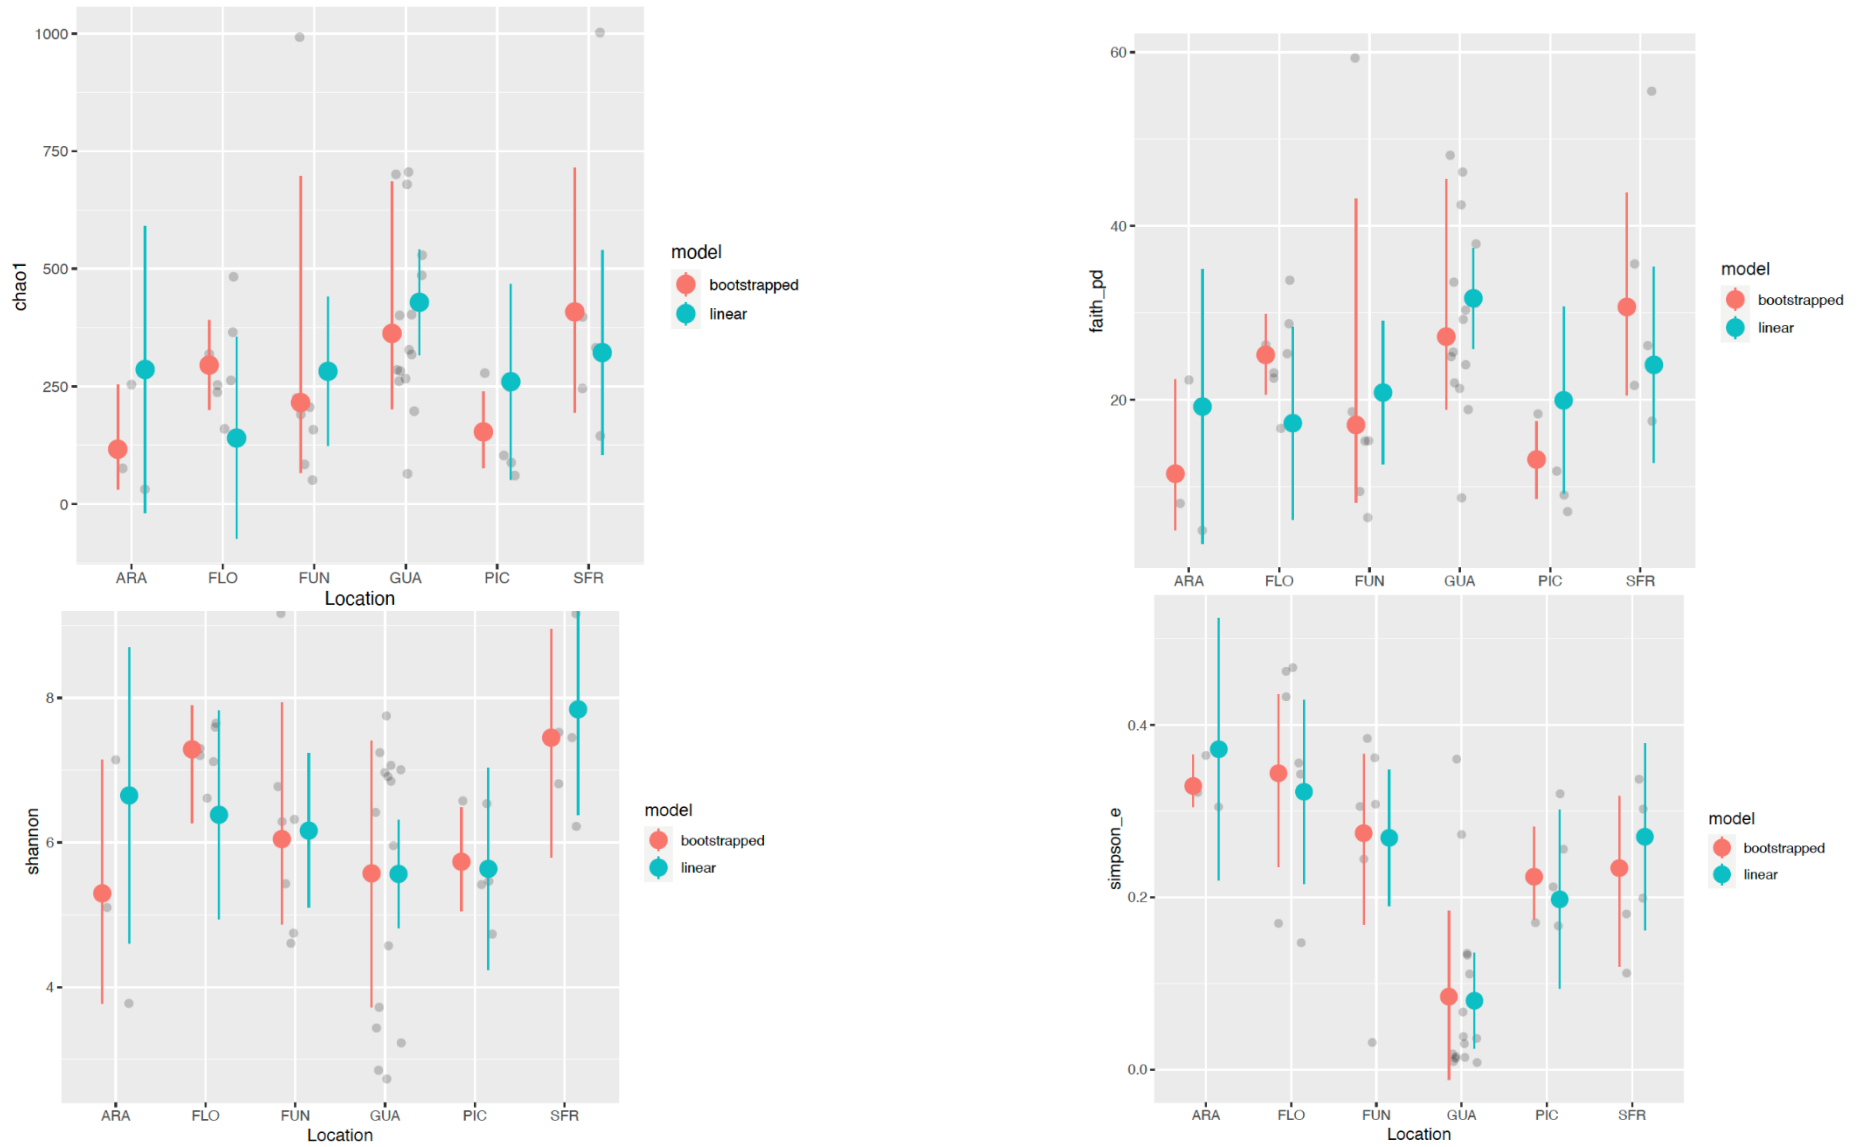 1000
750
500
250
0
chao1
ARA FLO FUN GUA PIC SFR
Location
model
bootstrapped
linear
60
40
20
faith_pd
ARA FLO FUN GUA PIC SFR
model
bootstrapped
linear
8
6
4
shannon
ARA FLO FUN GUA PIC SFR
Location
model
bootstrapped
linear
0.4
0.2
0.0
simpson_e
ARA FLO FUN GUA PIC SFR
Location
model
bootstrapped
linear